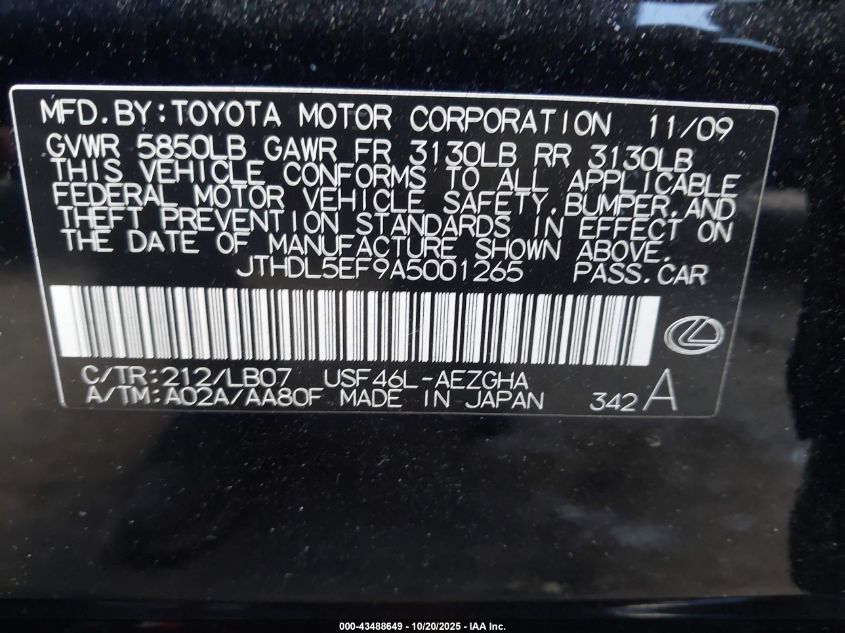 MFD.BY:TOYOTA MOTOR CORPORATION 11/09
GVWR 5850LB GAWR FR 3130LB RR 3130LB
THIS VEHICLE CONFORMS TO ALL APPLICABLE
FEDERAL MOTOR VEHICLE SAFETY,BUMPER,AND
THEFT PREVENTION STANDARDS IN EFFECT ON
THE DATE OF MANUFACTURE SHOWN ABOVE.
JTHDL5EF9A5001265 PASS.CAR
C/TR:212/LB07 USF46L-AEZGHA
A/TM:A02A/AA80F MADE IN JAPAN 342 A
000-43488649 | 10/20/2025 - IAA Inc.